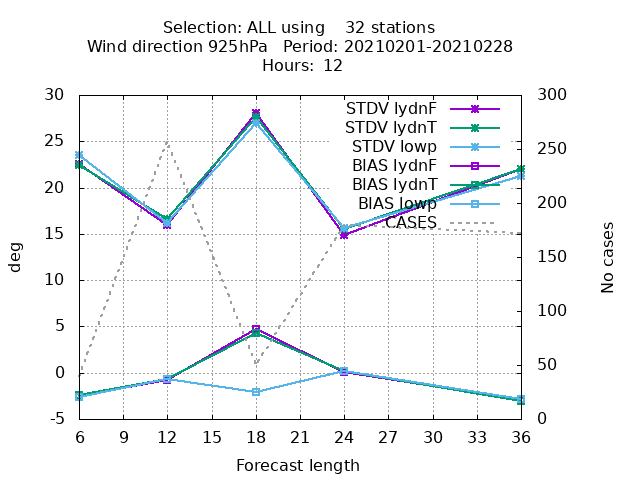 Selection: ALL using    32 stations
Wind direction 925hPa   Period: 20210201-20210228
Hours:  12
STDV lydnF
STDV lydnT
STDV lowp
BIAS lydnF
BIAS lydnT
BIAS lowp
CASES
deg
30
25
20
15
10
5
0
-5
300
250
200
150
100
50
0
No cases
6 9 12 15 18 21 24 27 30 33 36
Forecast length